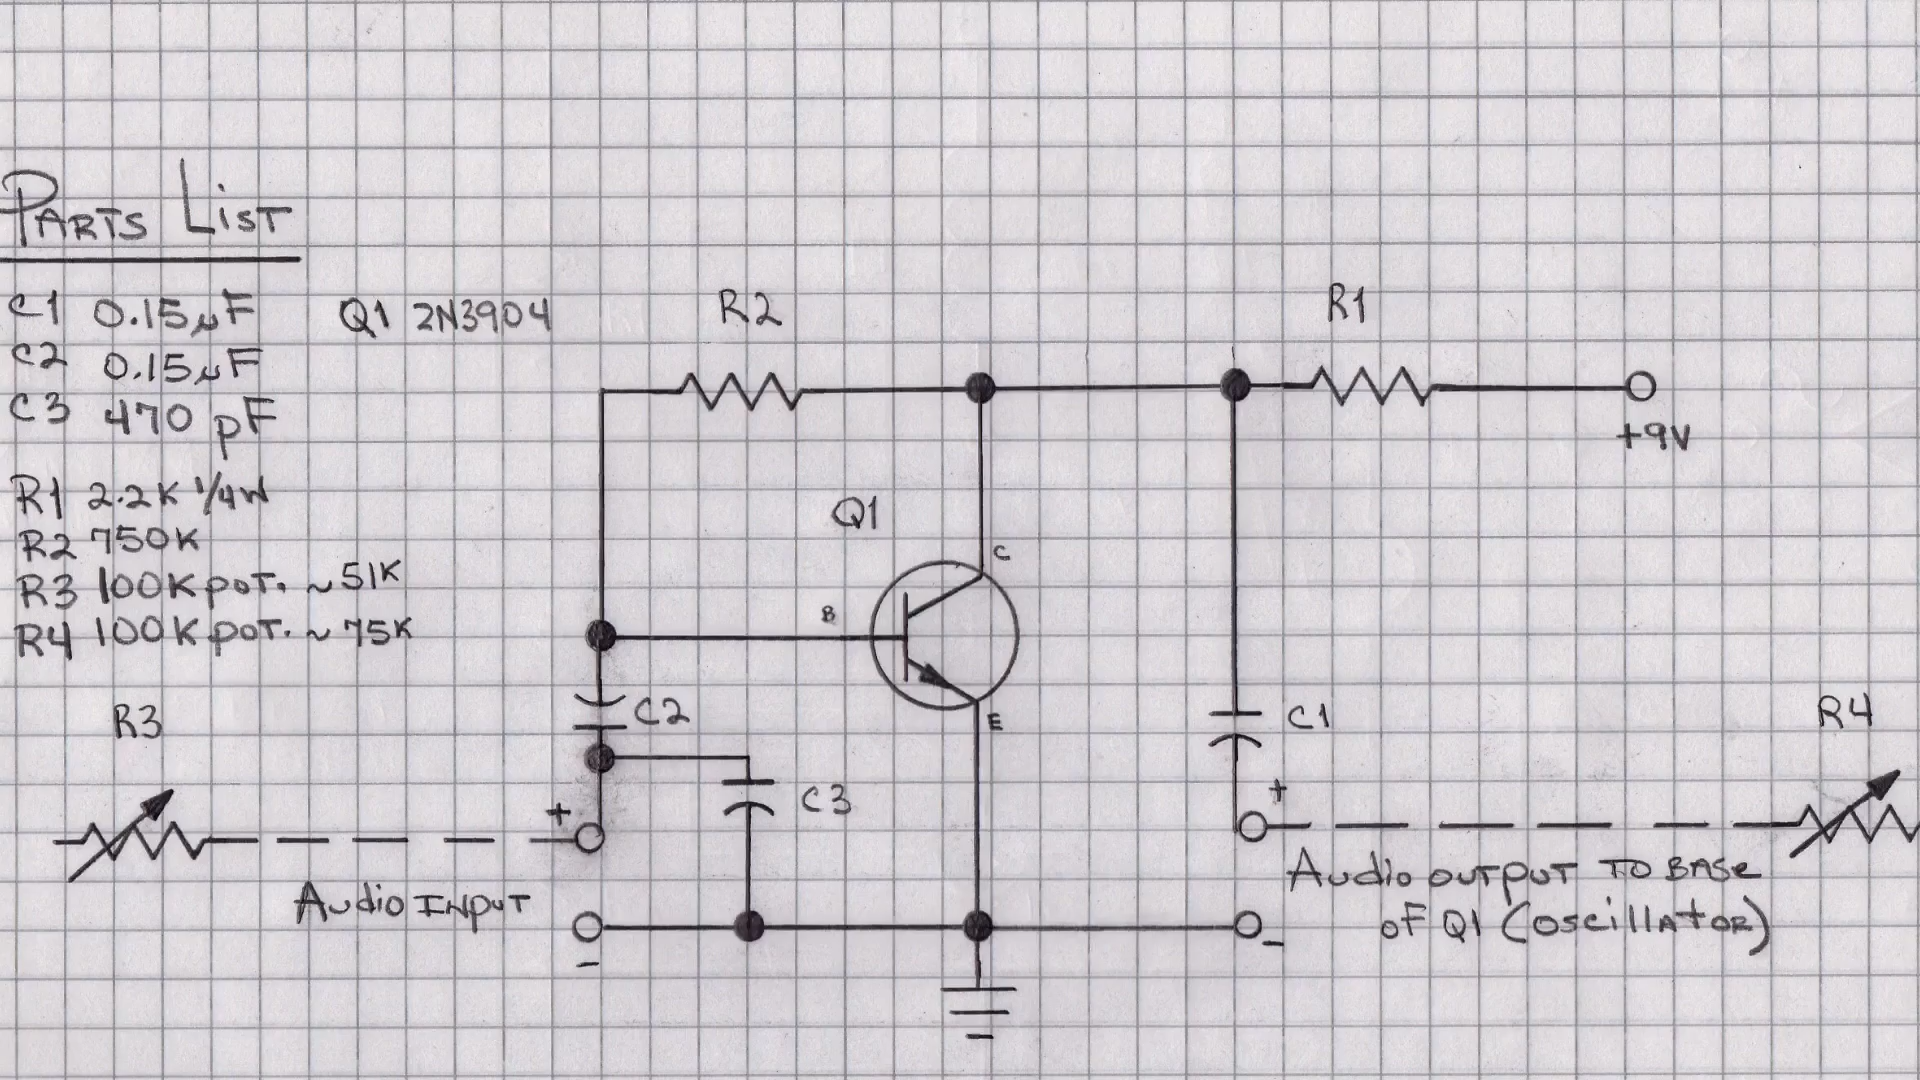 PARTS LIST
C1 0.15µF Q1 2N3904
C2 0.15µF
C3 470 pF
R1 2.2K 1/4W
R2 750K
R3 100K pot. ~51K
R4 100K pot. ~75K
R2
R1
+9V
Q1
C
B
E
R3
C2
C1
R4
C3
+
+
Audio INPUT
-
-
Audio output TO BASE
of Q1 (oscillator)